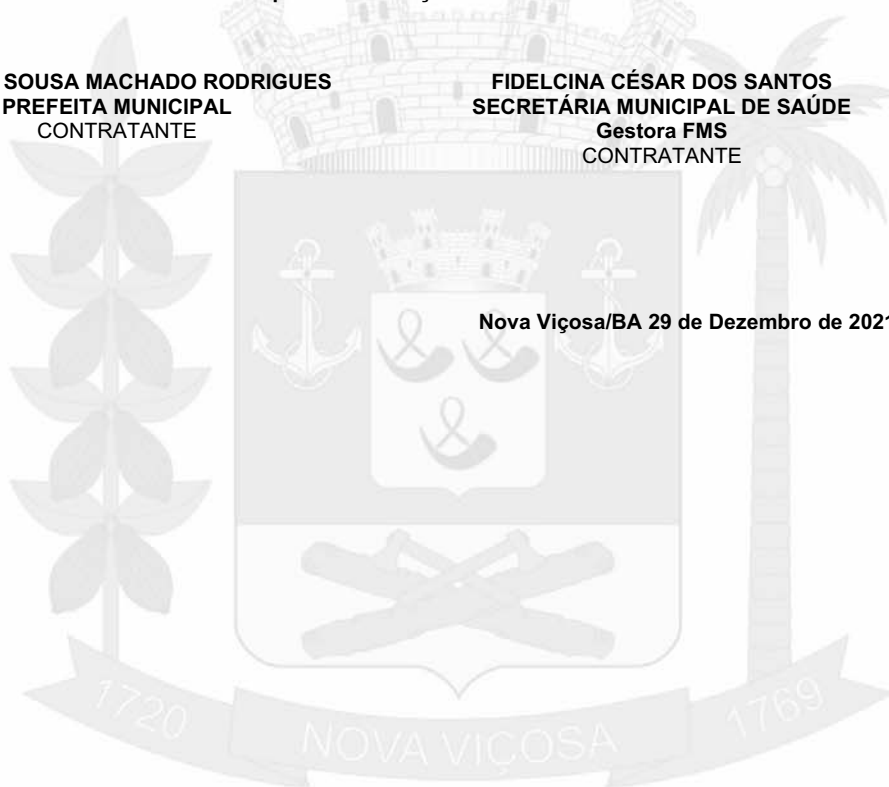 SOUSA MACHADO RODRIGUES
PREFEITA MUNICIPAL
CONTRATANTE
FIDELCINA CÉSAR DOS SANTOS
SECRETÁRIA MUNICIPAL DE SAÚDE
Gestora FMS
CONTRATANTE
Nova Viçosa/BA 29 de Dezembro de 2021
1720
NOVA VIÇOSA
1769